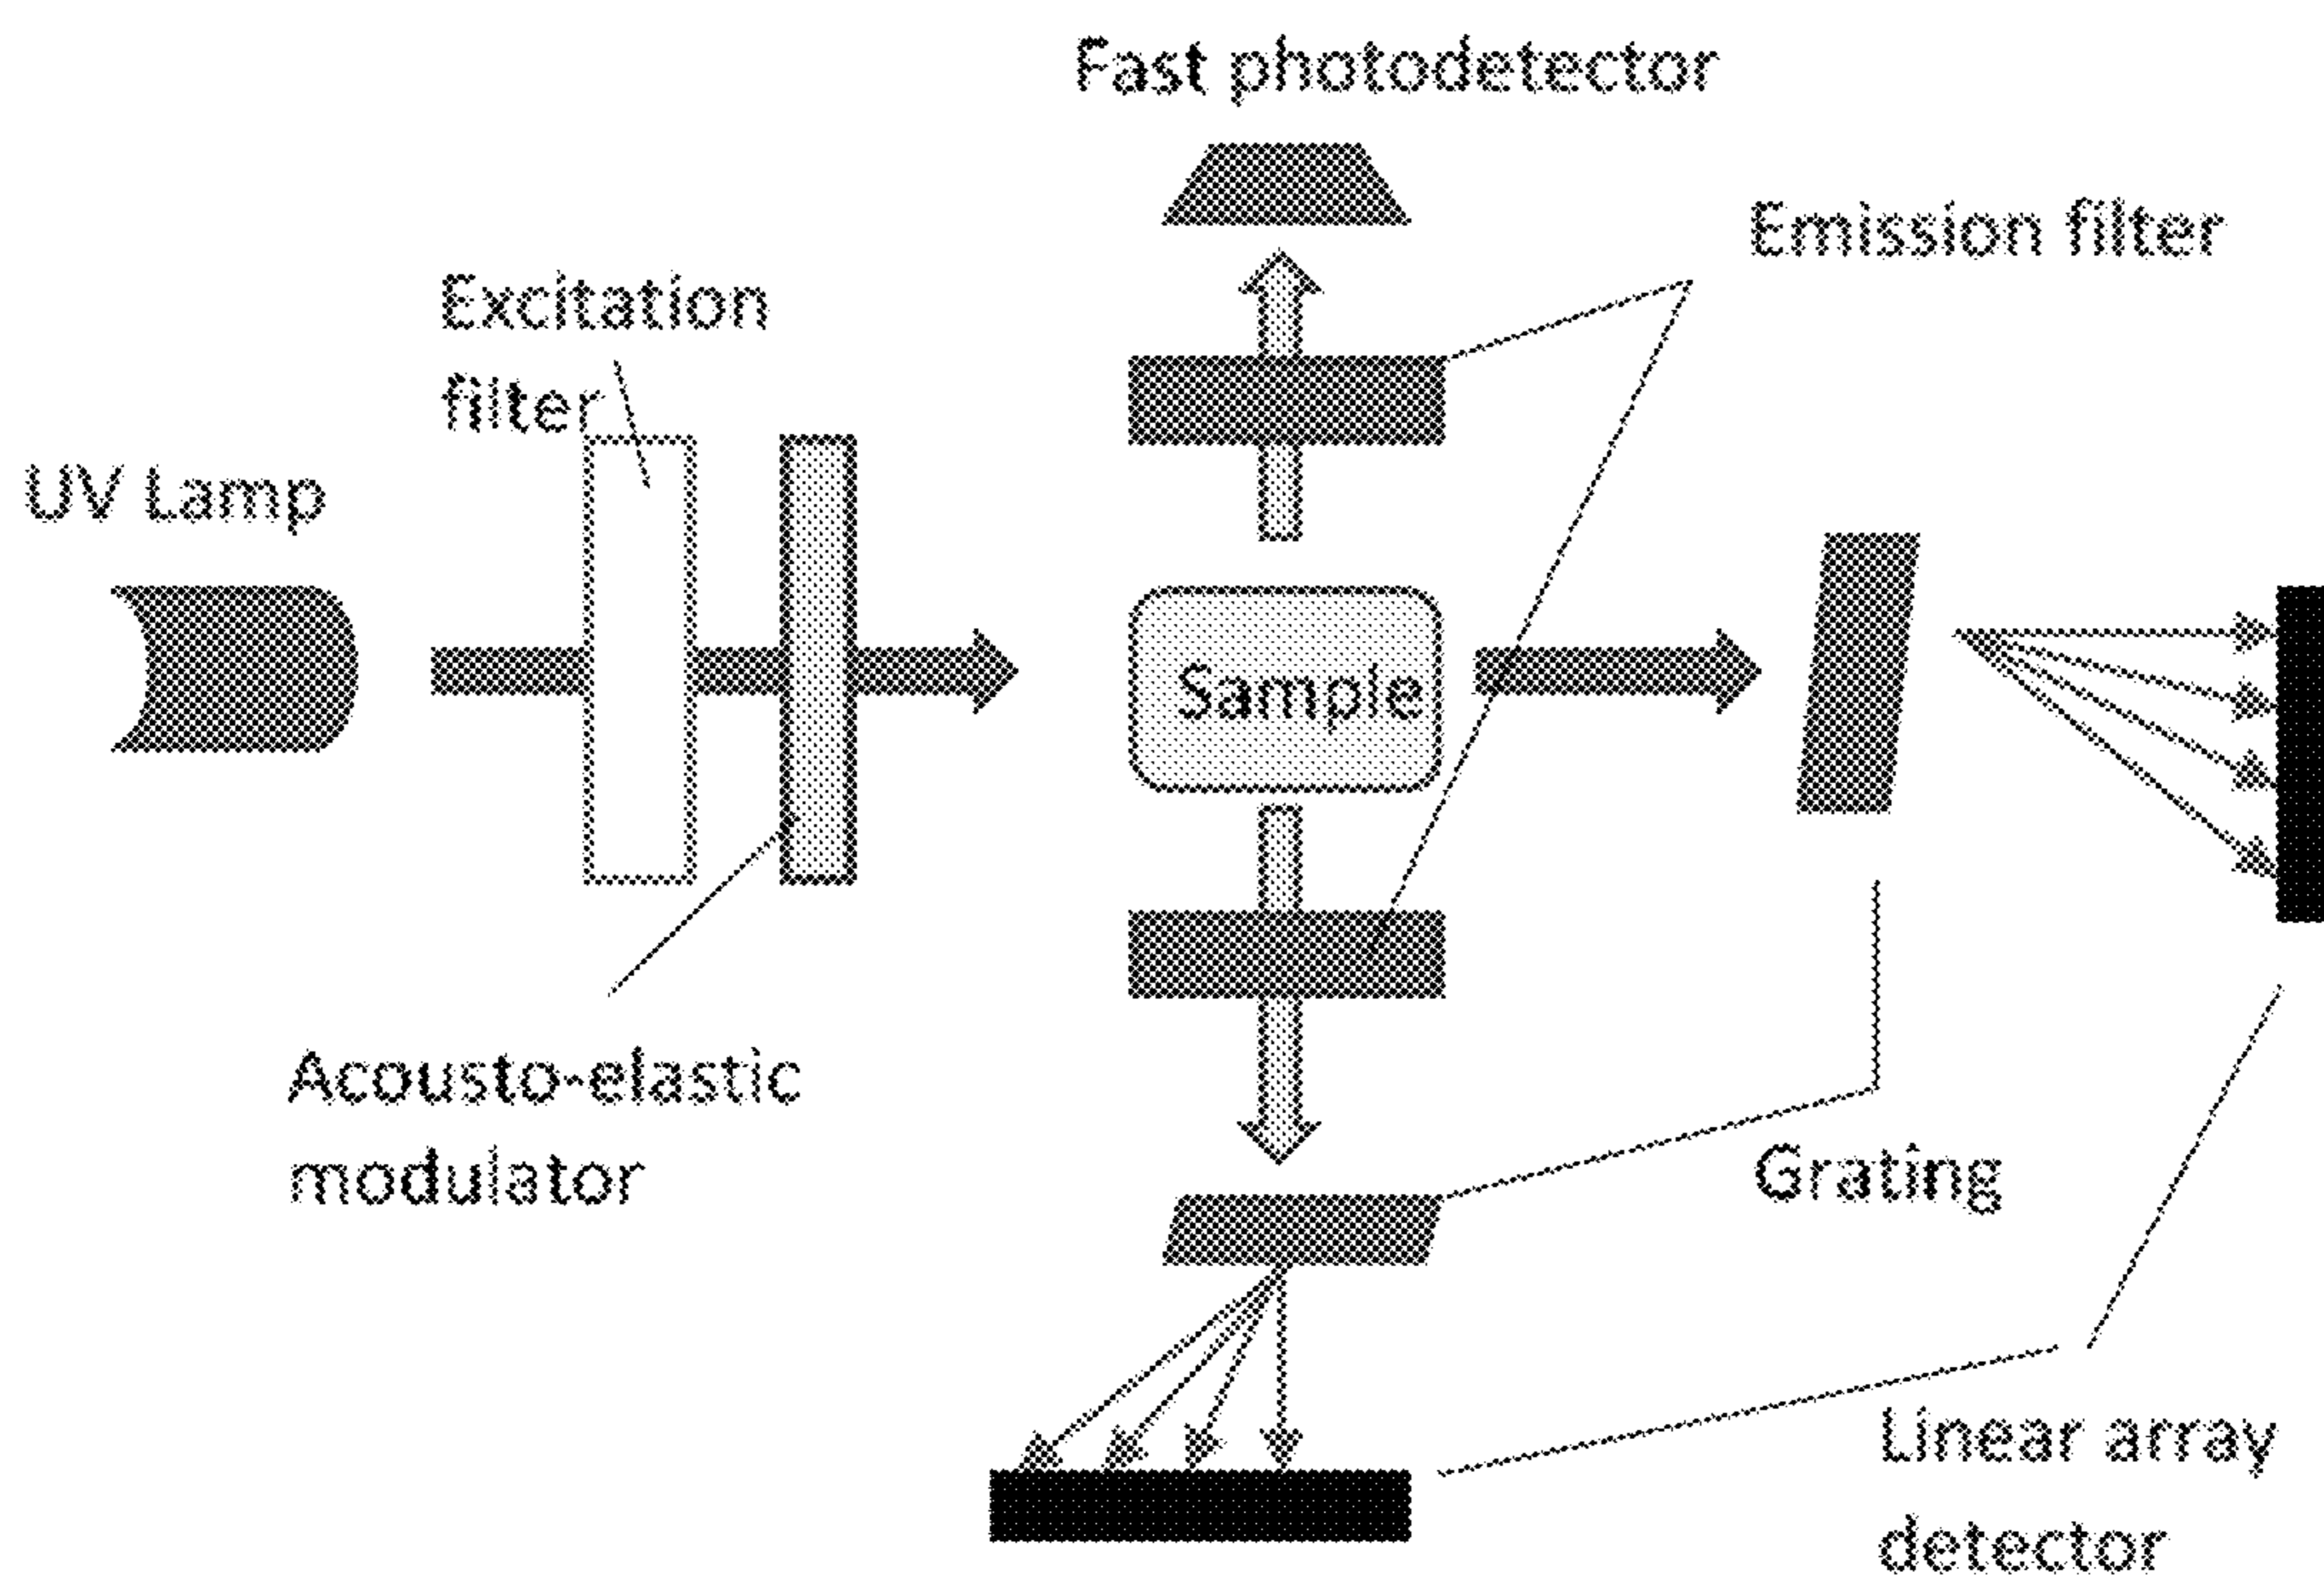 Fast photodetector
Emission filter
Excitation
filter
UV Lamp
Sample
Acousto-elastic
modulator
Grating
Linear array
detector